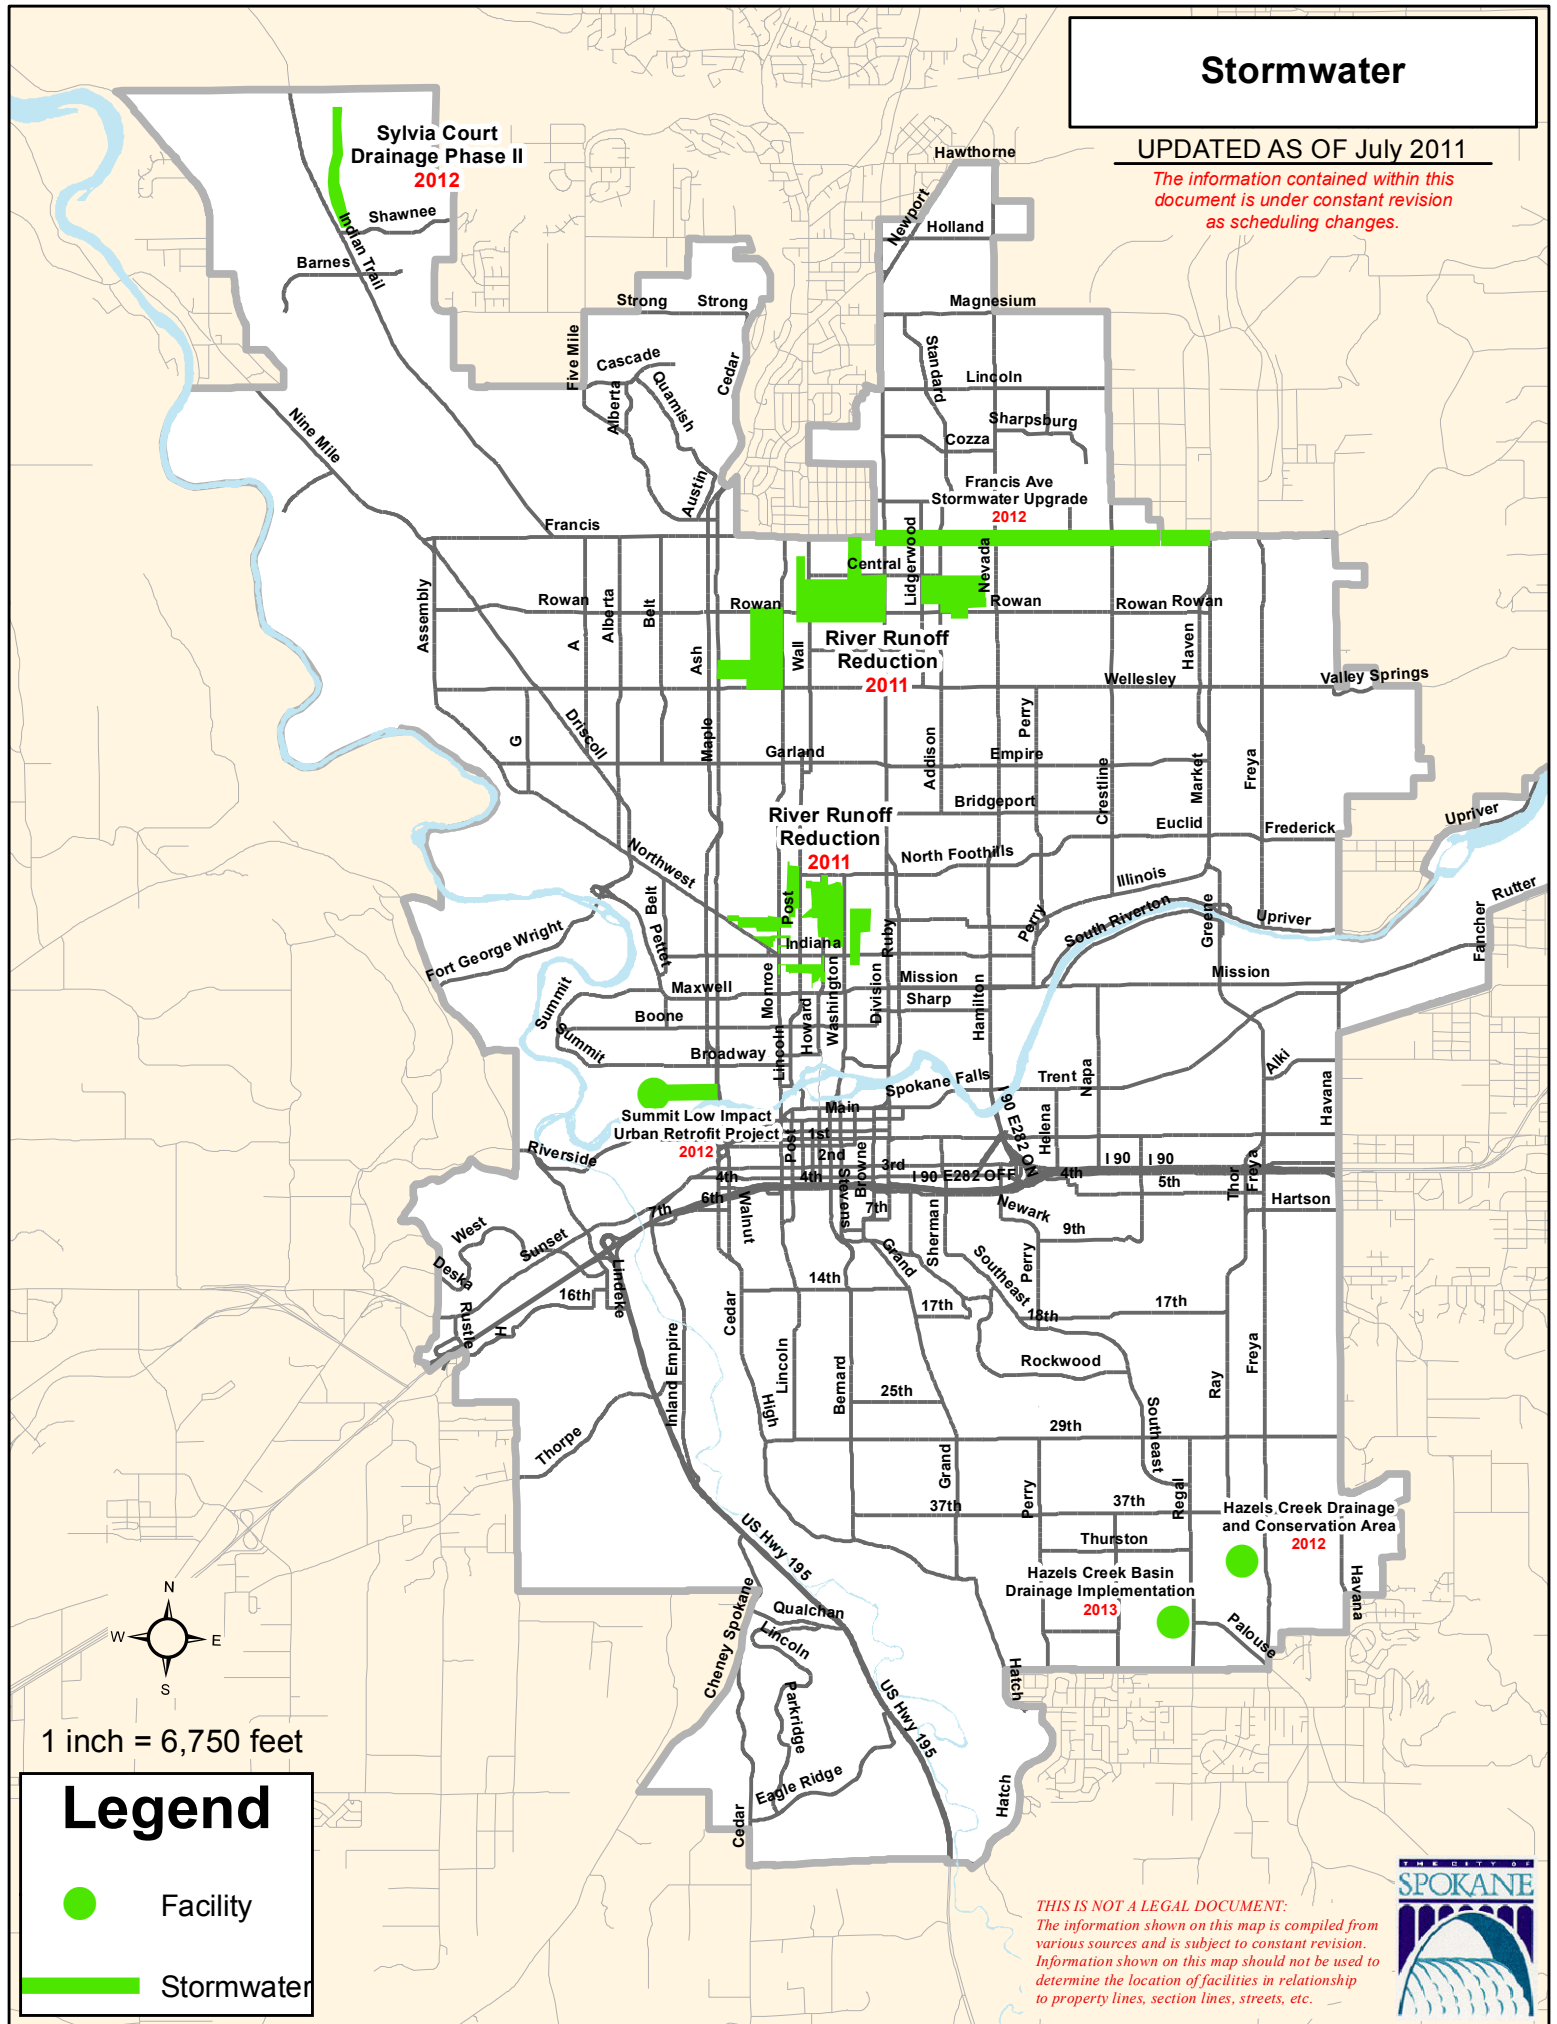 Stormwater
UPDATED AS OF July 2011
The information contained within this
document is under constant revision
as scheduling changes.
Sylvia Court
Drainage Phase II
2012
Hawthorne
Newport
Holland
Shawnee
Indian Trail
Barnes
Strong
Strong
Magnesium
Five Mile
Cascade
Cedar
Standard
Alberta
Quamish
Lincoln
Nine Mile
Sharpsburg
Cozza
Austin
Francis Ave
Stormwater Upgrade
2012
Francis
Lidgerwood
Nevada
Central
Assembly
Rowan
Alberta
Belt
Rowan
Rowan
Rowan
Rowan
A
Ash
Wall
River Runoff
Reduction
2011
Haven
Wellesley
Valley Springs
G
Driscoll
Maple
Garland
Addison
Perry
Empire
Crestline
Market
Freya
Bridgeport
Upriver
River Runoff
Reduction
2011
Euclid
Frederick
Northwest
North Foothills
Illinois
Rutter
Belt
Post
Perry
South Riverton
Greene
Upriver
Fancher
Fort George Wright
Pettet
Indiana
Ruby
Summit
Maxwell
Monroe
Washington
Division
Mission
Mission
Sharp
Hamilton
Boone
Howard
Summit
Broadway
Lincoln
Spokane Falls
Trent
Napa
Alki
Havana
Summit Low Impact
Urban Retrofit Project
2012
Main
I 90 E282 ON
Helena
Riverside
Post
1st
2nd
3rd
Browne
Stevens
4th
4th
I 90 E282 OFF
4th
I 90
I 90
5th
Thor
Freya
Hartson
6th
7th
7th
Walnut
Newark
Sherman
9th
West
Sunset
Deska
Grand
Southeast
Perry
Lindeke
16th
14th
17th
17th
18th
Rustle
H
Cedar
Inland Empire
Lincoln
Bernard
Rockwood
Freya
Ray
25th
High
Southeast
29th
Thorpe
Grand
37th
Perry
37th
Regal
Hazels Creek Drainage
and Conservation Area
2012
US Hwy 195
Thurston
Hazels Creek Basin
Drainage Implementation
2013
Havana
Cheney Spokane
Qualchan
Lincoln
Palouse
Hatch
Parkridge
US Hwy 195
Eagle Ridge
Hatch
Cedar
N
W
E
S
1 inch = 6,750 feet
Legend
Facility
Stormwater
THIS IS NOT A LEGAL DOCUMENT:
The information shown on this map is compiled from
various sources and is subject to constant revision.
Information shown on this map should not be used to
determine the location of facilities in relationship
to property lines, section lines, streets, etc.
THE CITY OF
SPOKANE